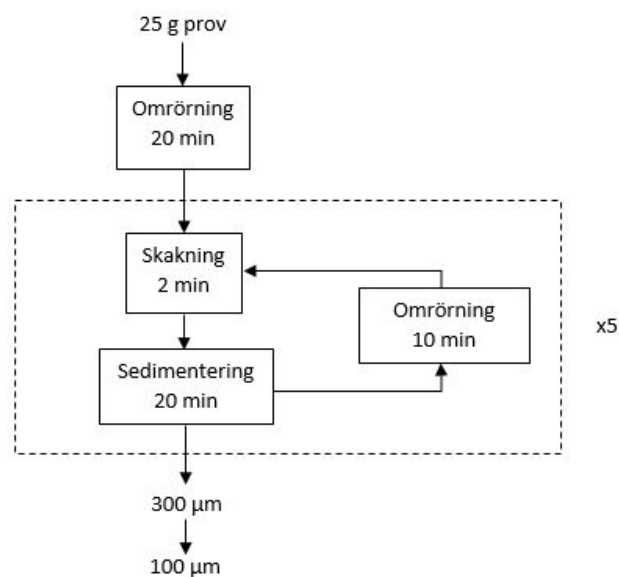 25 g prov
Omrörning
20 min
Skakning
2 min
Omrörning
10 min
x5
Sedimentering
20 min
300 µm
100 µm